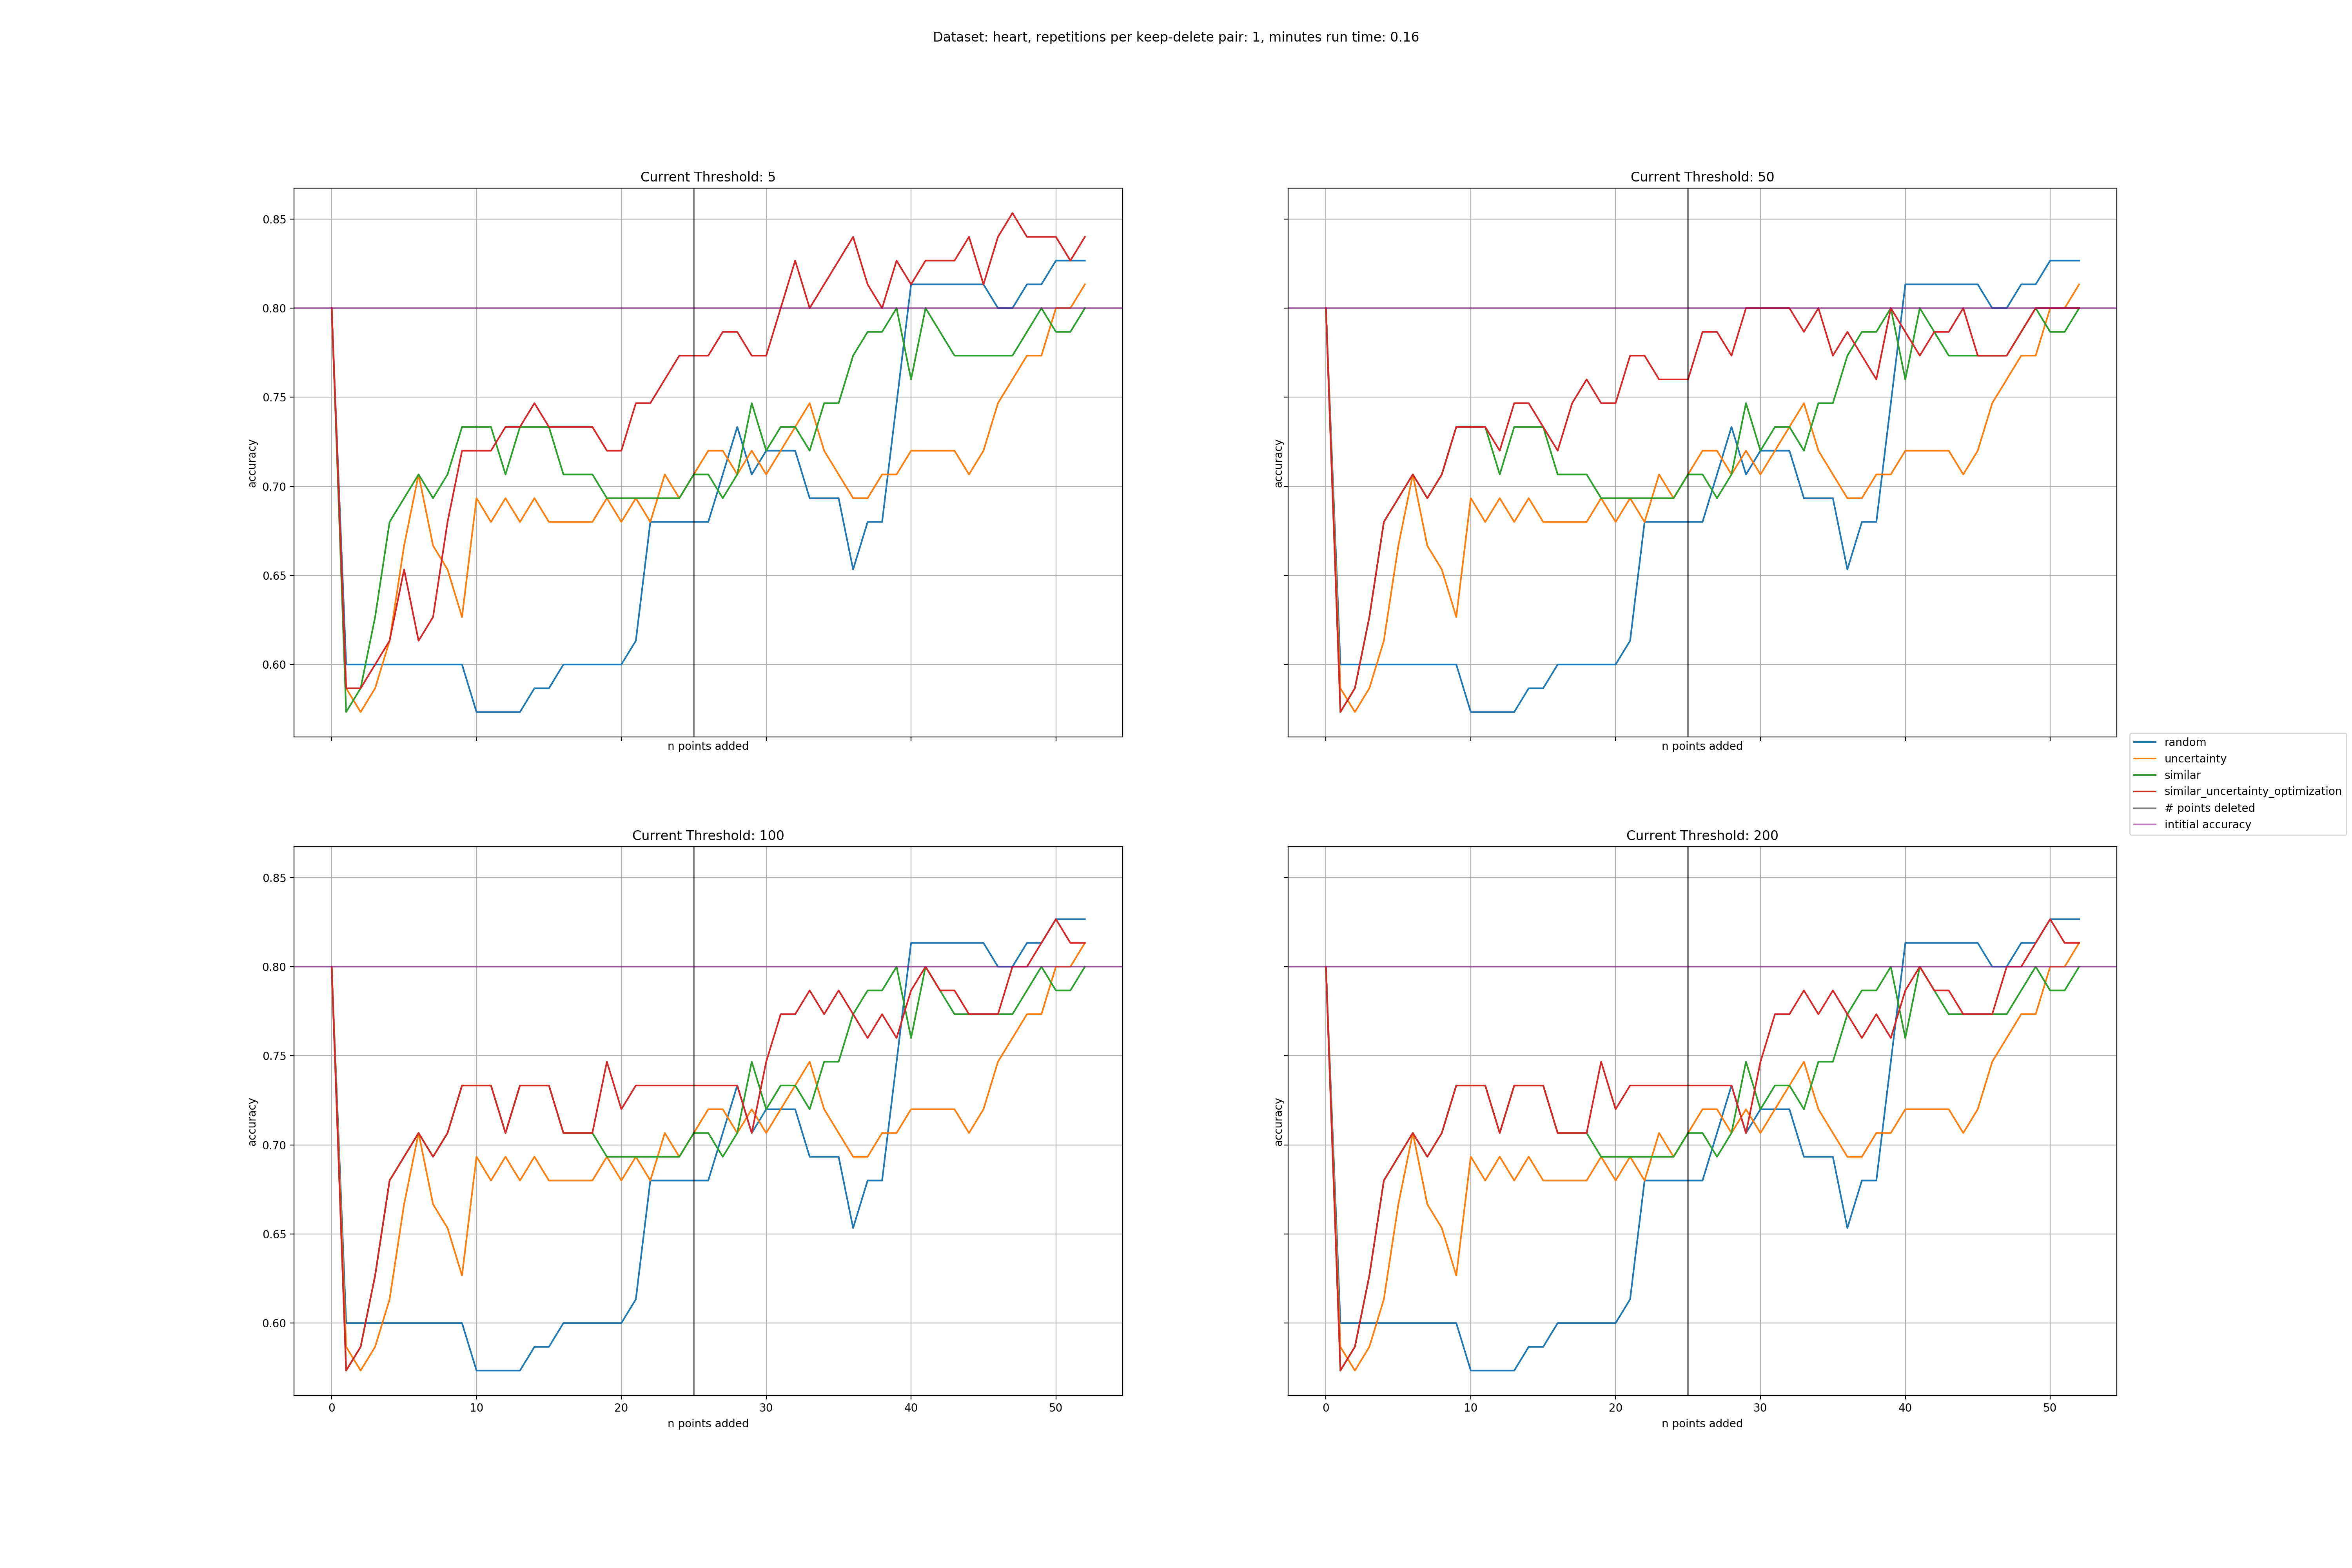 Dataset: heart, repetitions per keep-delete pair: 1, minutes run time: 0.16
Current Threshold: 5
accuracy
0.85
0.80
0.75
0.70
0.65
0.60
n points added
Current Threshold: 50
accuracy
n points added
random
uncertainty
similar
similar_uncertainty_optimization
# points deleted
intitial accuracy
Current Threshold: 100
accuracy
0.85
0.80
0.75
0.70
0.65
0.60
0 10 20 30 40 50
n points added
Current Threshold: 200
accuracy
0 10 20 30 40 50
n points added